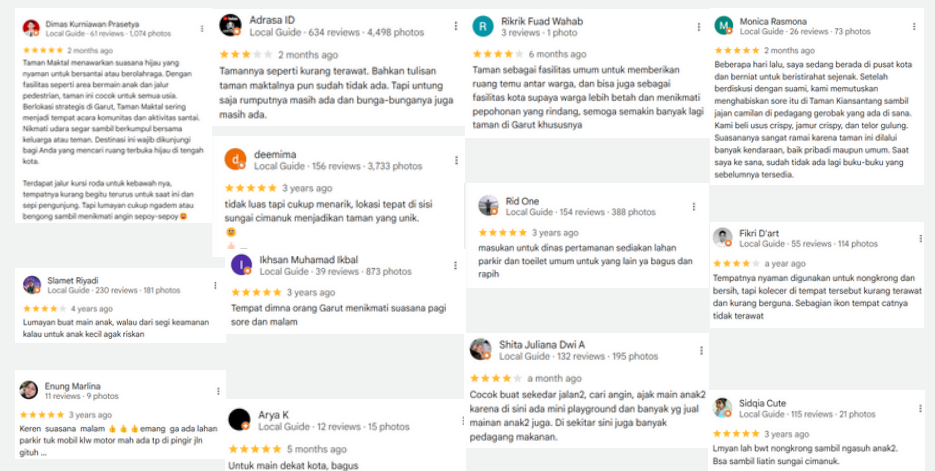 Dimas Kurniawan Prasetya
Local Guide · 61 reviews · 1,074 photos
2 months ago
Taman Maktal menawarkan suasana hijau yang
nyaman untuk bersantai atau berolahraga. Dengan
fasilitas seperti area bermain anak dan jalur
pedestrian, taman ini cocok untuk semua usia.
Berlokasi strategis di Garut, Taman Maktal sering
menjadi tempat acara komunitas dan aktivitas santai.
Nikmati udara segar sambil berkumpul bersama
keluarga atau teman. Destinasi ini wajib dikunjungi
bagi Anda yang mencari ruang terbuka hijau di tengah
kota.
Terdapat jalur kursi roda untuk kebawah nya,
tempatnya kurang begitu terurus untuk saat ini dan
sepi pengunjung. Tapi lumayan cukup ngadem atau
bengong sambil menikmati angin sepoy-sepoy
Slamet Riyadi
Local Guide · 230 reviews · 181 photos
4 years ago
Lumayan buat main anak, walau dari segi keamanan
kalau untuk anak kecil agak riskan
Enung Marlina
11 reviews · 9 photos
3 years ago
Keren suasana malam 👍👍👍emang ga ada lahan
parkir tuk mobil klw motor mah ada tp di pingir jln
gituh ...
Adrasa ID
Local Guide · 634 reviews · 4,498 photos
2 months ago
Tamannya seperti kurang terawat. Bahkan tulisan
taman maktalnya pun sudah tidak ada. Tapi untung
saja rumputnya masih ada dan bunga-bunganya juga
masih ada.
deemima
Local Guide · 156 reviews · 3,733 photos
3 years ago
tidak luas tapi cukup menarik, lokasi tepat di sisi
sungai cimanuk menjadikan taman yang unik.
...
Ikhsan Muhamad Ikbal
Local Guide · 39 reviews · 873 photos
3 years ago
Tempat dimna orang Garut menikmati suasana pagi
sore dan malam
Arya K
Local Guide · 12 reviews · 15 photos
5 months ago
Untuk main dekat kota, bagus
Rikrik Fuad Wahab
3 reviews · 1 photo
6 months ago
Taman sebagai fasilitas umum untuk memberikan
ruang temu antar warga, dan bisa juga sebagai
fasilitas kota supaya warga lebih betah dan menikmati
pepohonan yang rindang, semoga semakin banyak lagi
taman di Garut khususnya
Rid One
Local Guide · 154 reviews · 388 photos
3 years ago
masukan untuk dinas pertamanan sediakan lahan
parkir dan toeilet umum untuk yang lain ya bagus dan
rapih
Shita Juliana Dwi A
Local Guide · 132 reviews · 195 photos
a month ago
Cocok buat sekedar jalan2, cari angin, ajak main anak2
karena di sini ada mini playground dan banyak yg jual
mainan anak2 juga. Di sekitar sini juga banyak
pedagang makanan.
Monica Rasmona
Local Guide · 26 reviews · 73 photos
2 months ago
Beberapa hari lalu, saya sedang berada di pusat kota
dan berniat untuk beristirahat sejenak. Setelah
berdiskusi dengan suami, kami memutuskan
menghabiskan sore itu di Taman Kiansantang sambil
jajan camilan di pedagang gerobak yang ada di sana.
Kami beli usus crispy, jamur crispy, dan telor gulung.
Suasananya sangat ramai karena taman ini dilalui
banyak kendaraan, baik pribadi maupun umum. Saat
saya ke sana, sudah tidak ada lagi buku-buku yang
sebelumnya tersedia.
Fikri D'art
Local Guide · 55 reviews · 114 photos
a year ago
Tempatnya nyaman digunakan untuk nongkrong dan
bersih, tapi kolecer di tempat tersebut kurang terawat
dan kurang berguna. Sebagian ikon tempat catnya
tidak terawat
Sidqia Cute
Local Guide · 115 reviews · 21 photos
3 years ago
Lmyan lah bwt nongkrong sambil ngasuh anak2.
Bsa sambil liatin sungai cimanuk.